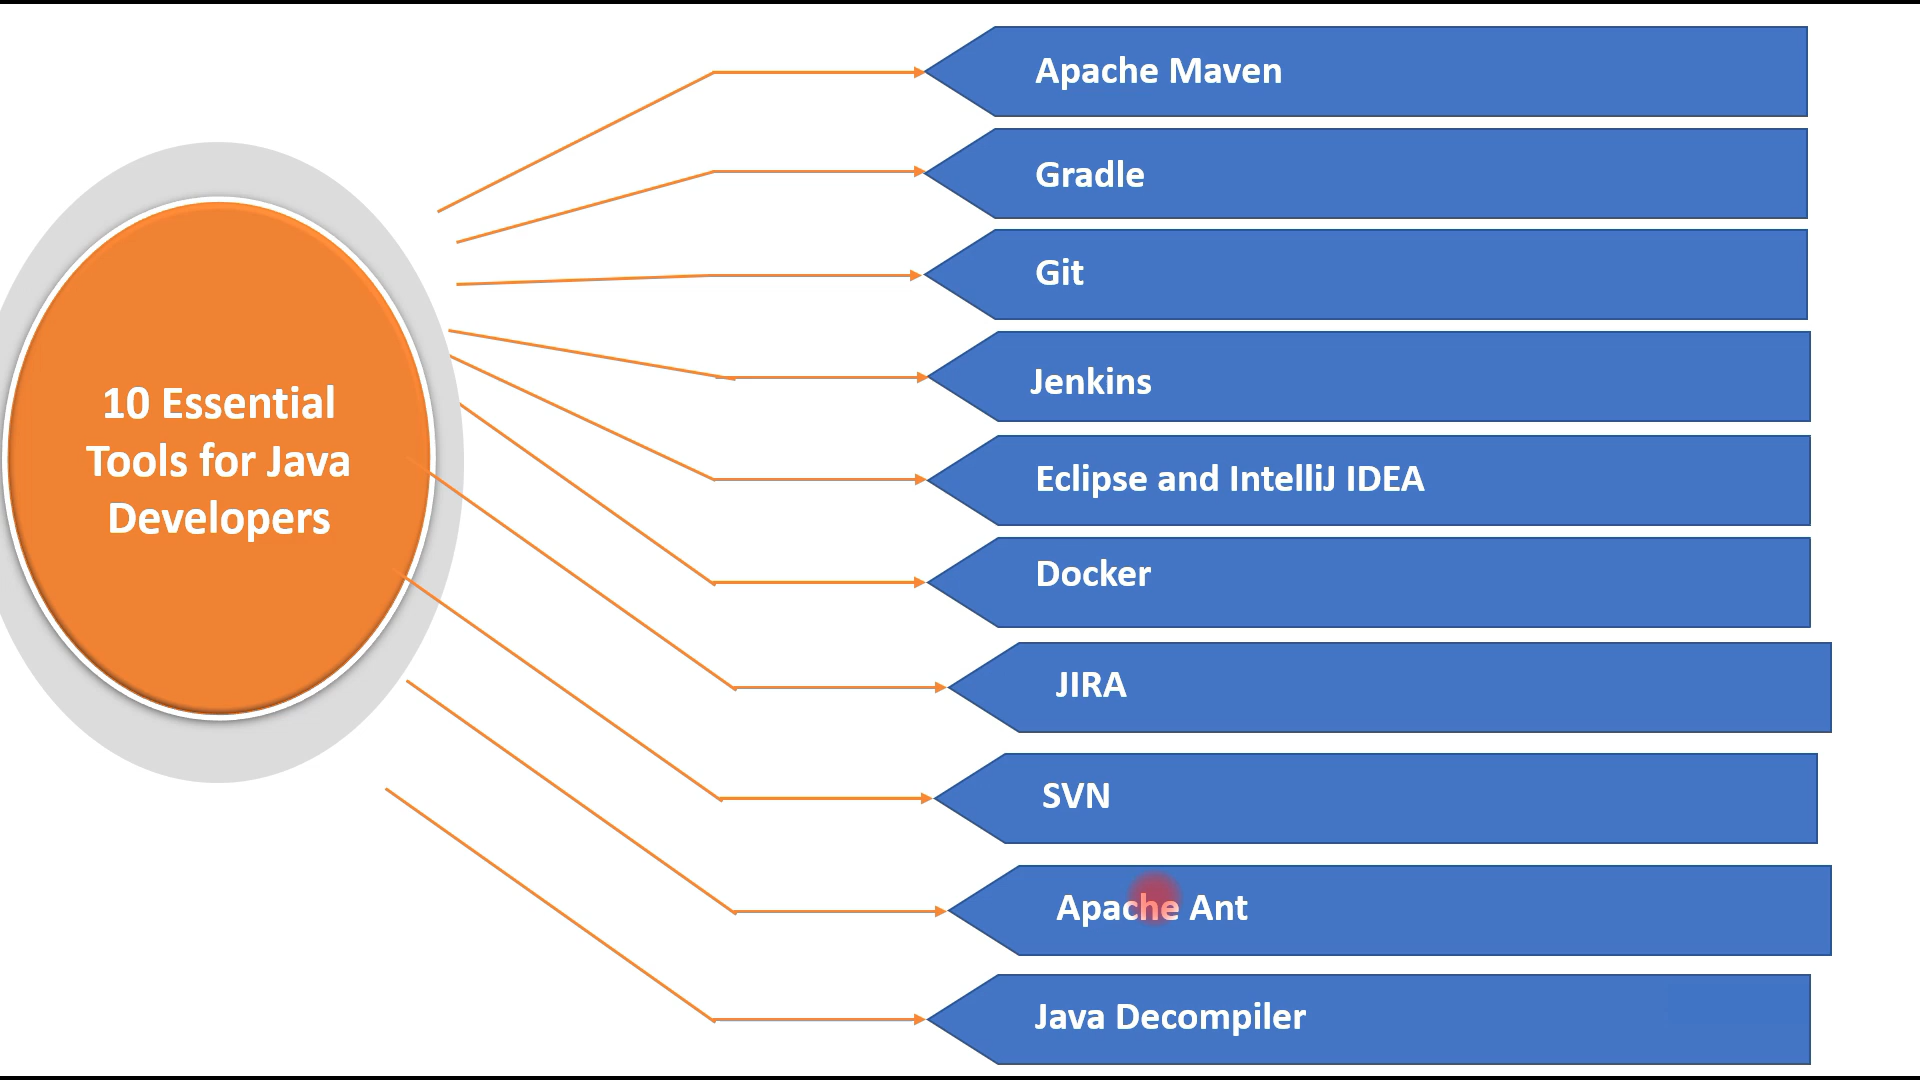 10 Essential
Tools for Java
Developers
Apache Maven
Gradle
Git
Jenkins
Eclipse and IntelliJ IDEA
Docker
JIRA
SVN
Apache Ant
Java Decompiler